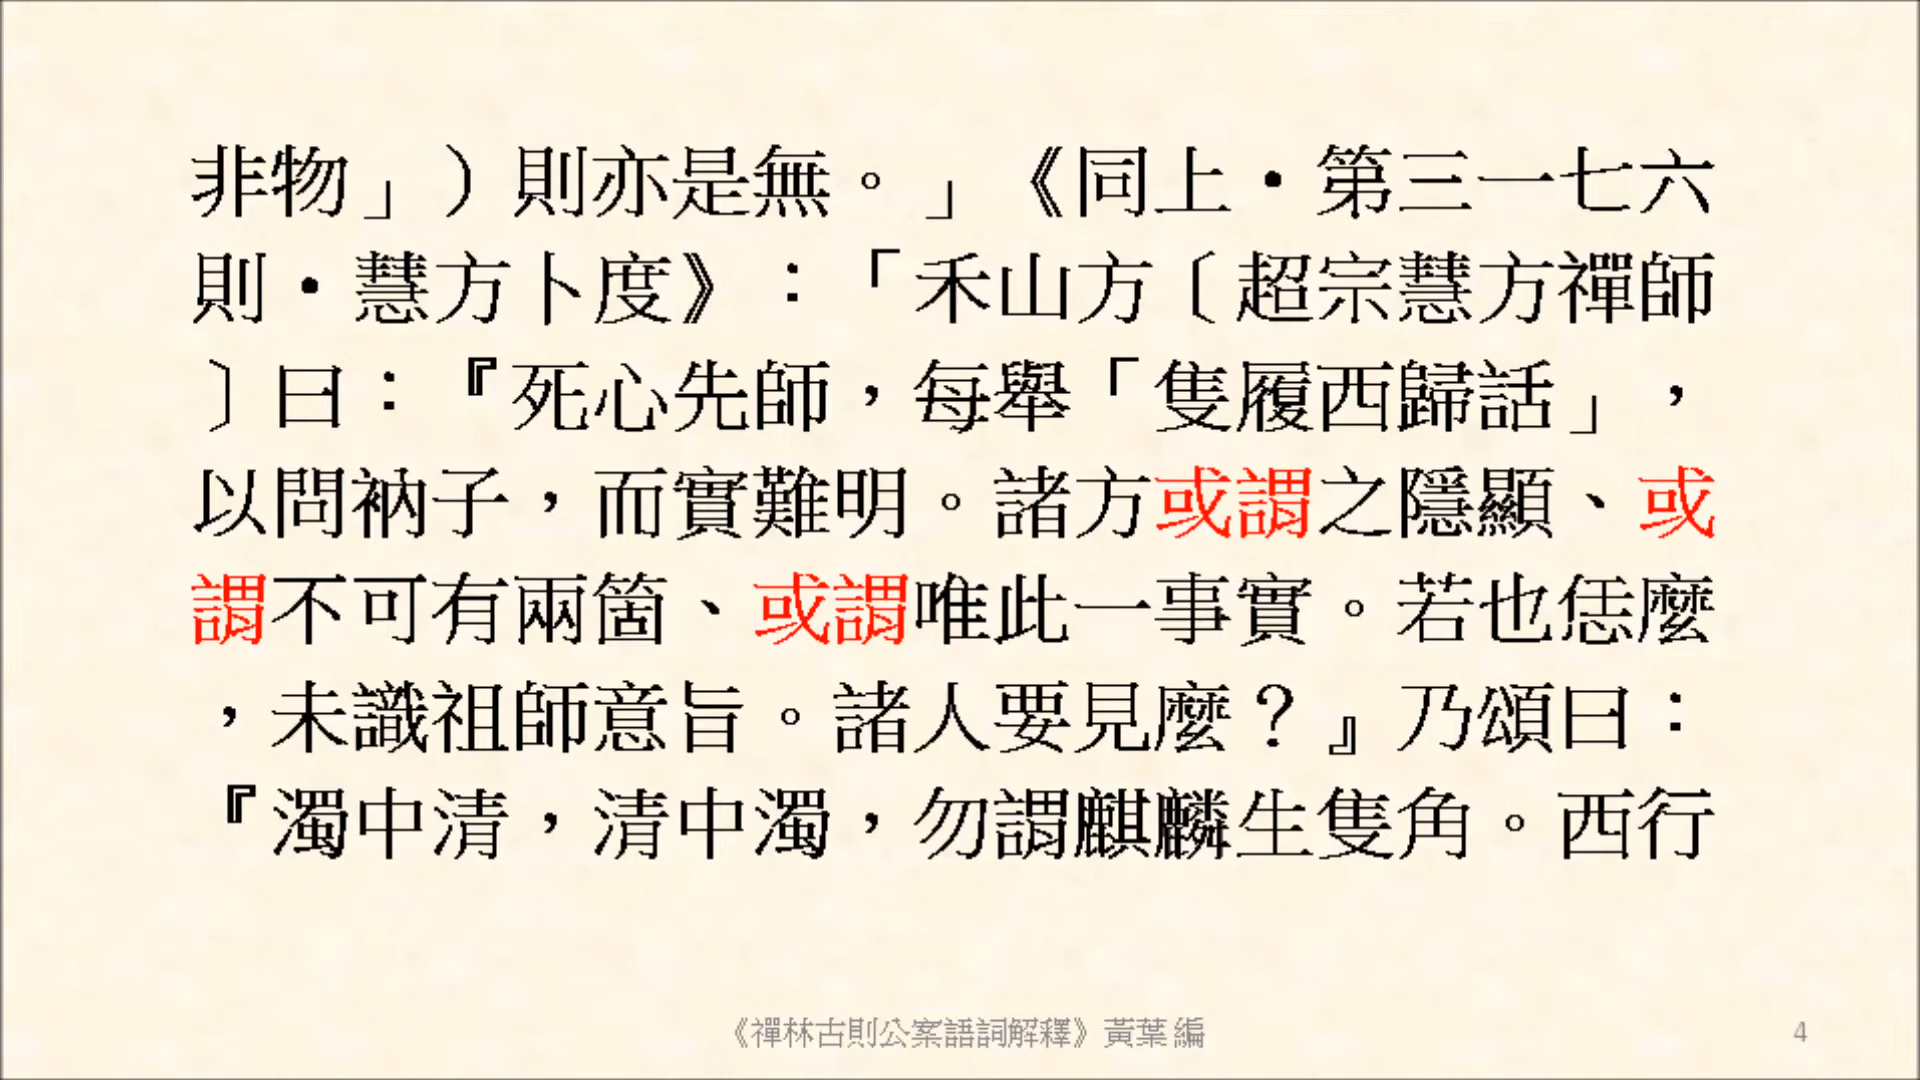 非物」）則亦是無。」《同上·第三一七六
則·慧方卜度》：「禾山方〔超宗慧方禪師
〕曰：『死心先師，每舉「隻履西歸話」，
以問衲子，而實難明。諸方或謂之隱顯、或
謂不可有兩箇、或謂唯此一事實。若也恁麼
，未識祖師意旨。諸人要見麼？』乃頌曰：
『濁中清，清中濁，勿謂麒麟生隻角。西行
《禪林古則公案語詞解釋》黃葉編
4